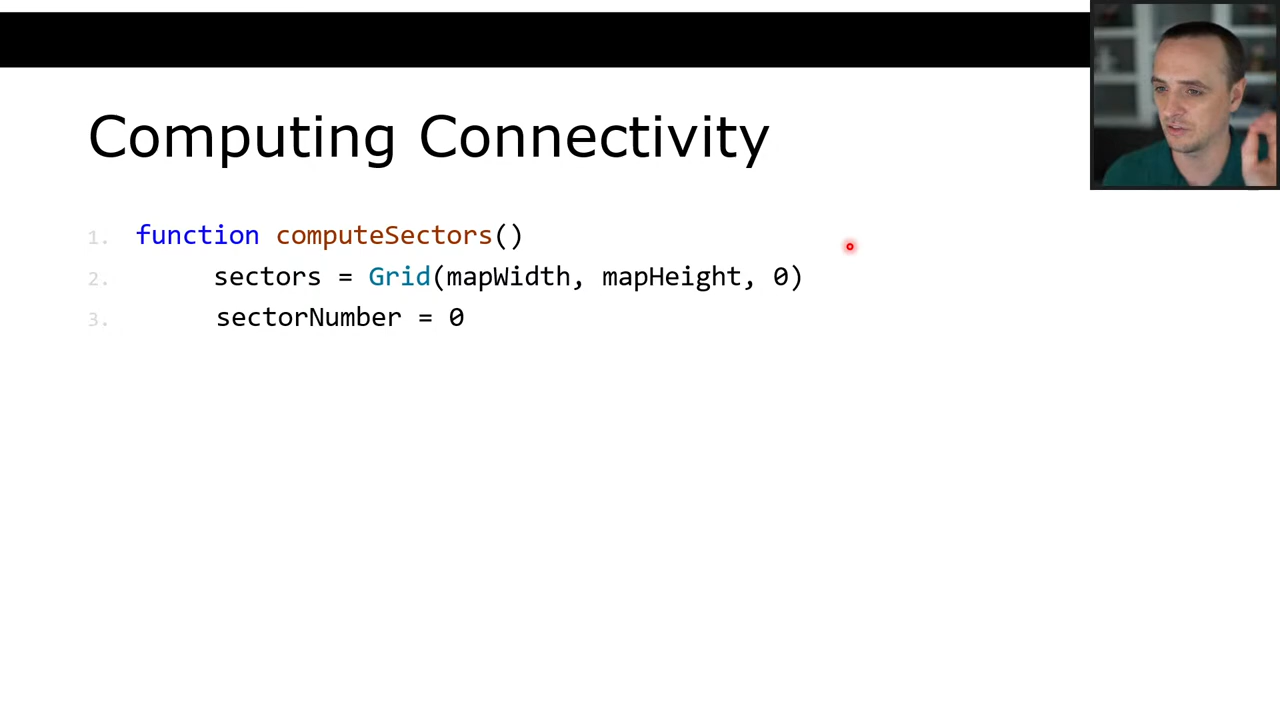 Computing Connectivity
1. function computeSectors()
2. sectors = Grid(mapWidth, mapHeight, 0)
3. sectorNumber = 0